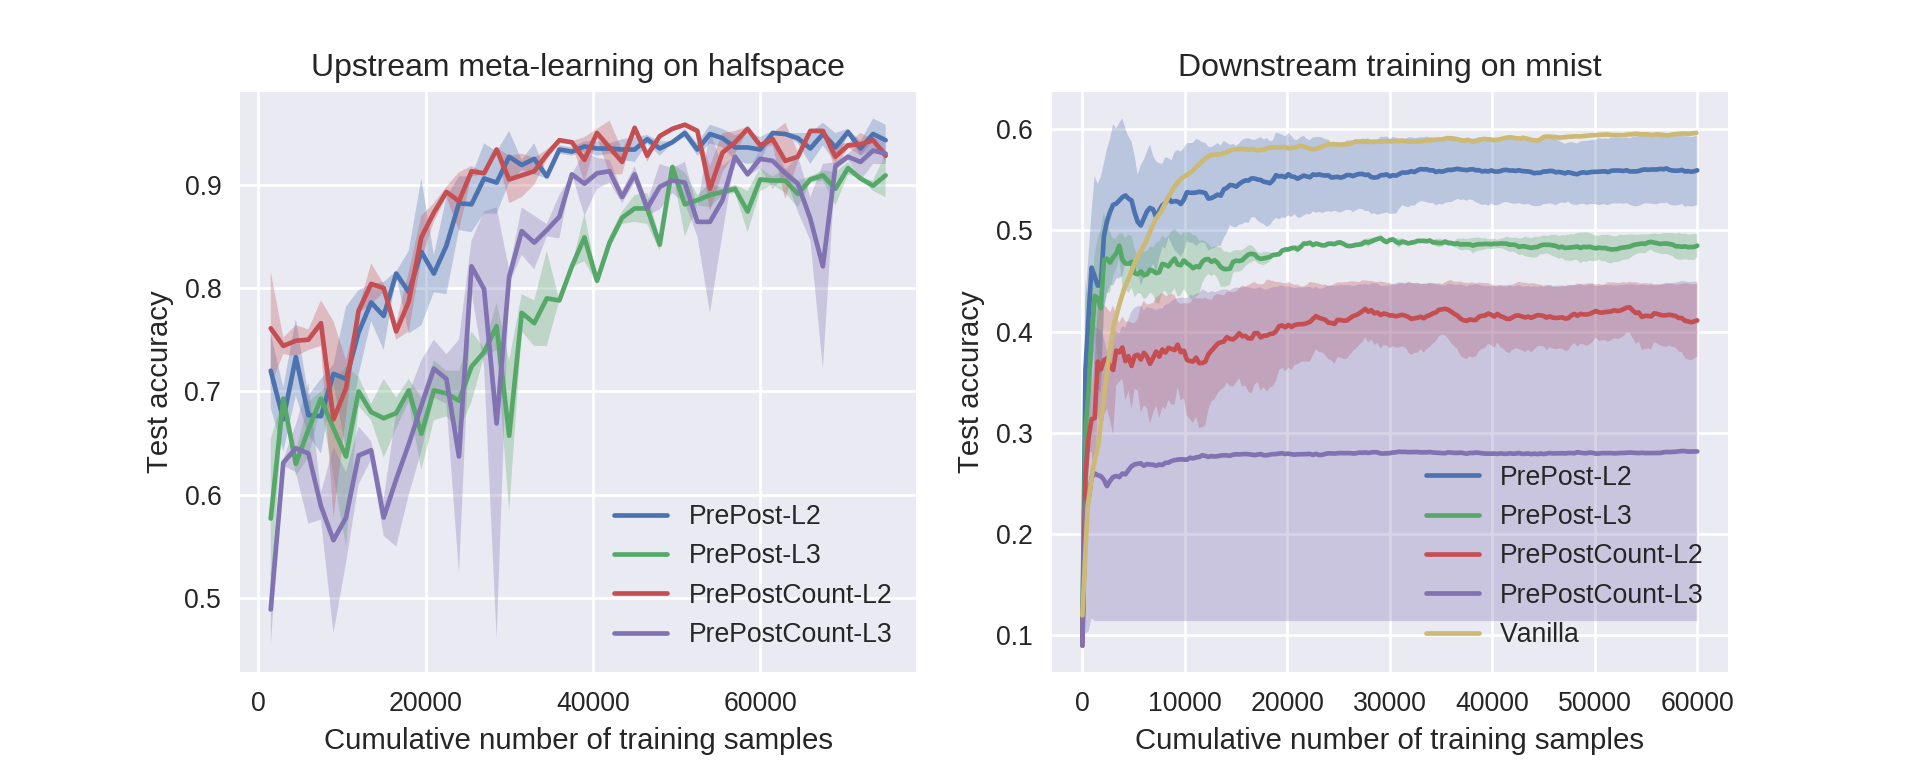 Upstream meta-learning on halfspace
Test accuracy
0.9
0.8
0.7
0.6
0.5
0
20000
40000
60000
Cumulative number of training samples
PrePost-L2
PrePost-L3
PrePostCount-L2
PrePostCount-L3
Downstream training on mnist
Test accuracy
0.6
0.5
0.4
0.3
0.2
0.1
0
10000
20000
30000
40000
50000
60000
Cumulative number of training samples
PrePost-L2
PrePost-L3
PrePostCount-L2
PrePostCount-L3
Vanilla